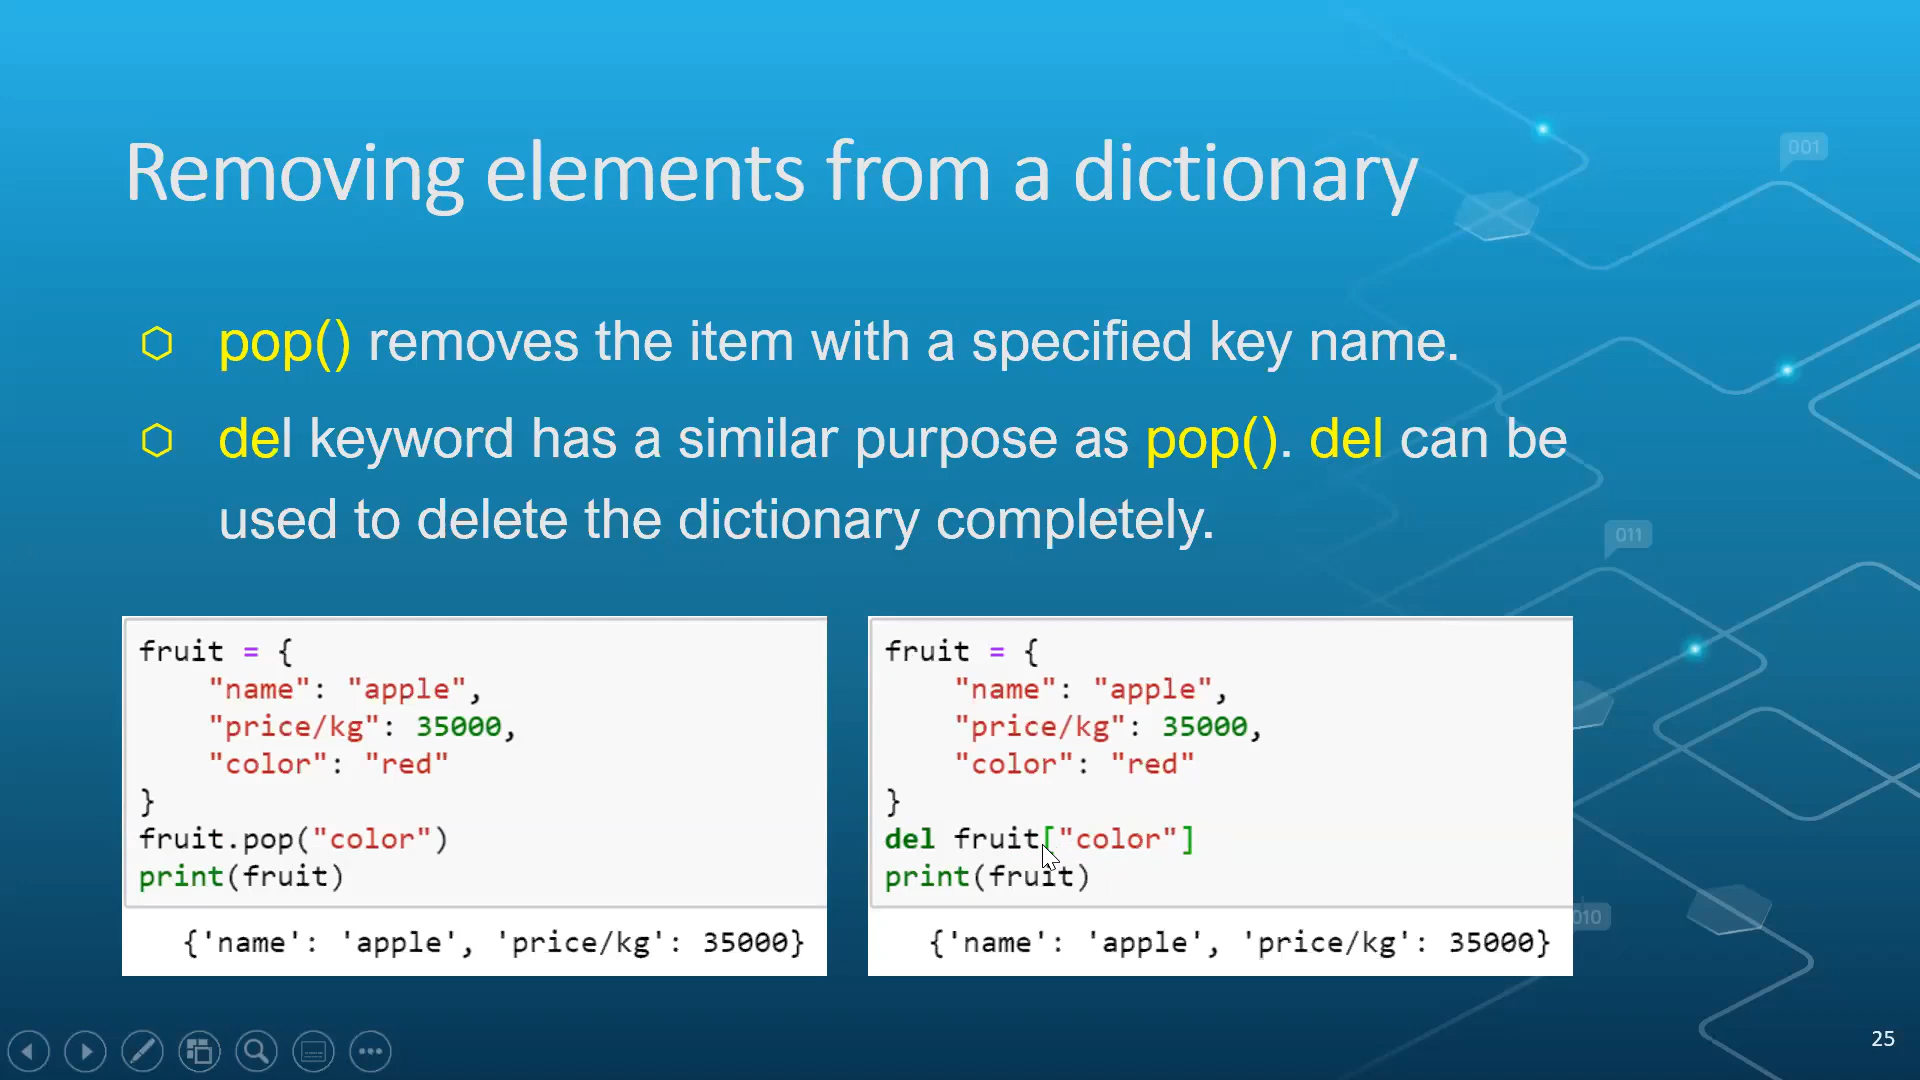 Removing elements from a dictionary
pop() removes the item with a specified key name.
del keyword has a similar purpose as pop(). del can be
used to delete the dictionary completely.
fruit = {
    "name": "apple",
    "price/kg": 35000,
    "color": "red"
}
fruit.pop("color")
print(fruit)
{'name': 'apple', 'price/kg': 35000}
fruit = {
    "name": "apple",
    "price/kg": 35000,
    "color": "red"
}
del fruit["color"]
print(fruit)
{'name': 'apple', 'price/kg': 35000}
001
011
010
25